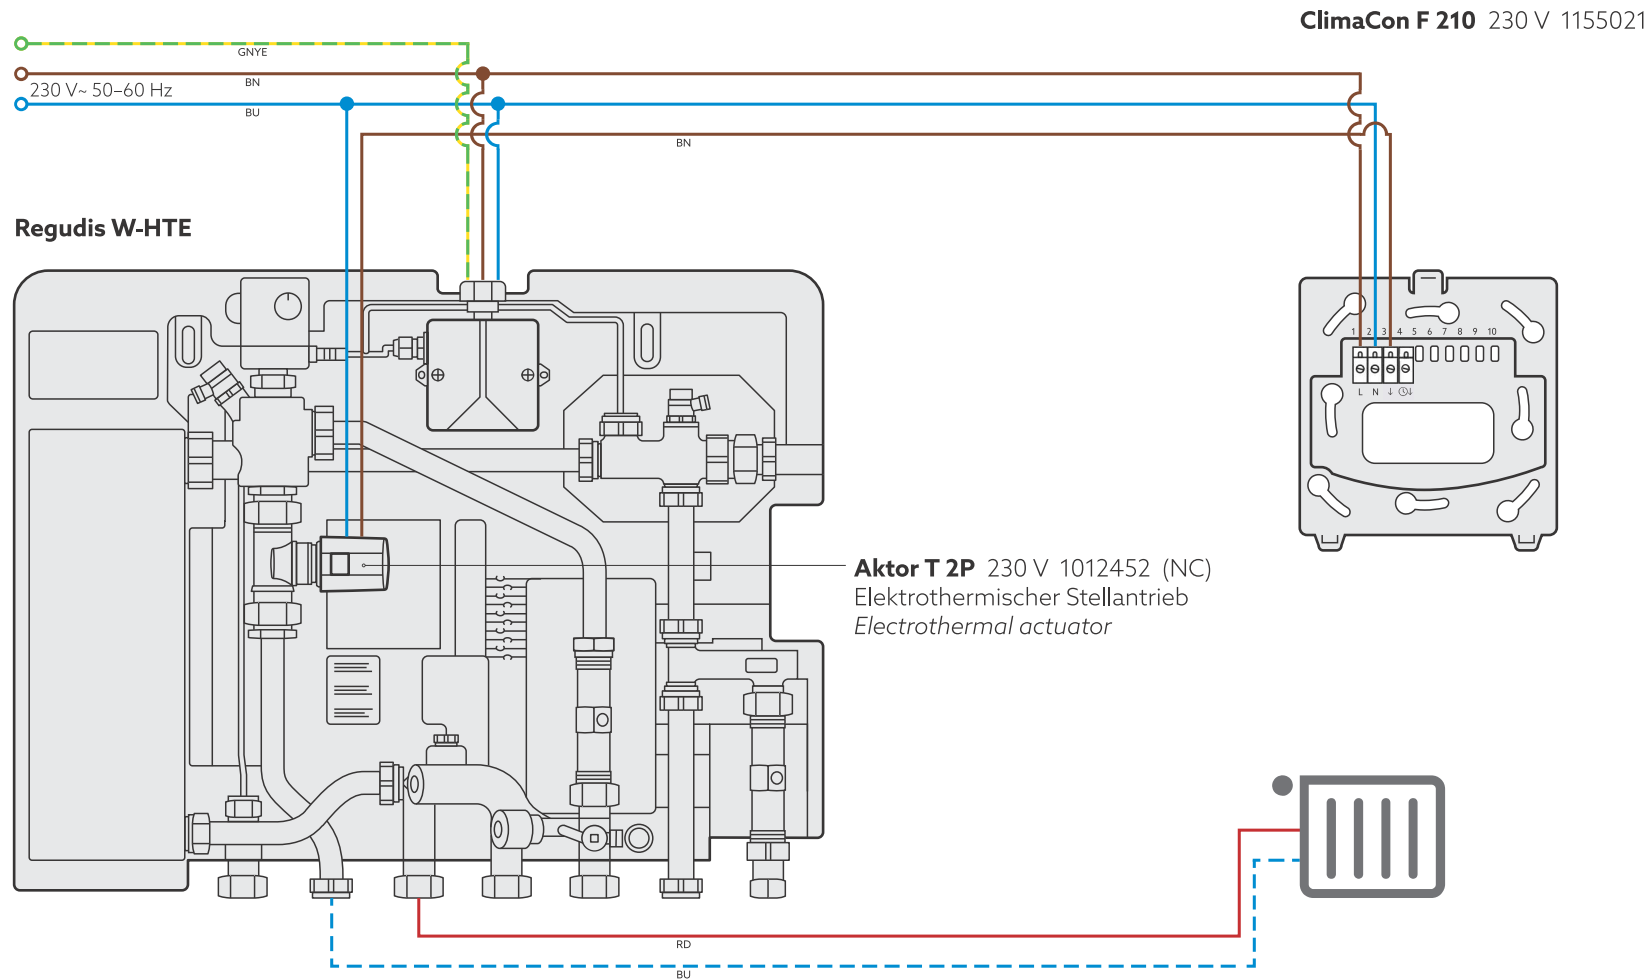 ClimaCon F 210 230 V 1155021
GNYE
BN
230 V~ 50–60 Hz
BU
BN
Regudis W-HTE
1 2 3 4 5 6 7 8 9 10
L N ↓ 🕓↓
Aktor T 2P 230 V 1012452 (NC)
Elektrothermischer Stellantrieb
Electrothermal actuator
RD
BU